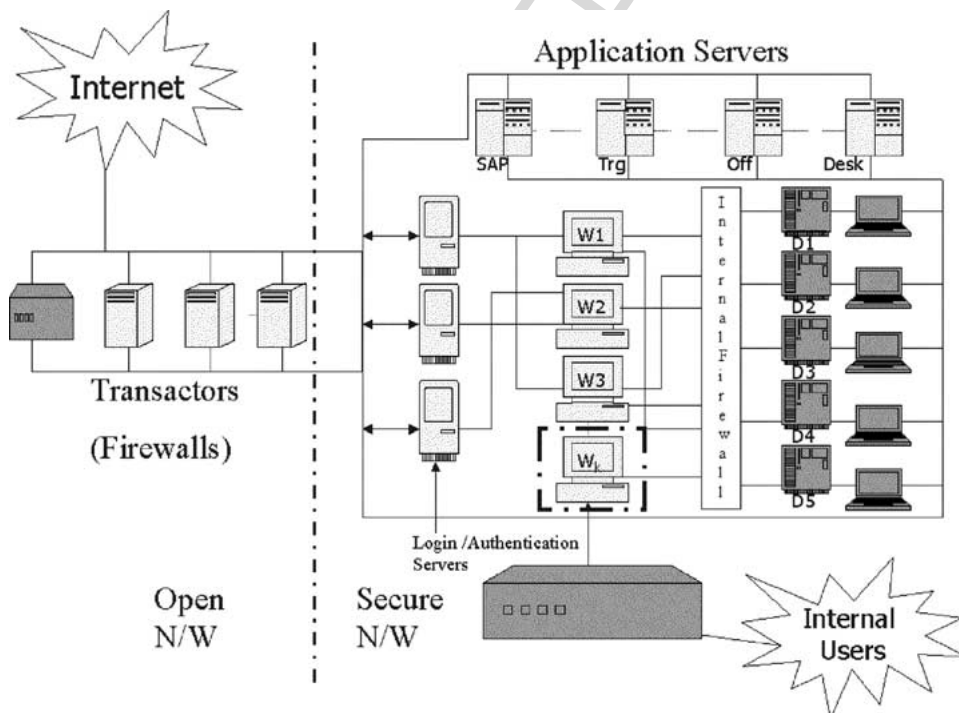 Internet
Application Servers
SAP
Trg
Off
Desk
W1
W2
W3
Wk
Internal Firewall
D1
D2
D3
D4
D5
Transactors
(Firewalls)
Login /Authentication
Servers
Open
N/W
Secure
N/W
Internal
Users